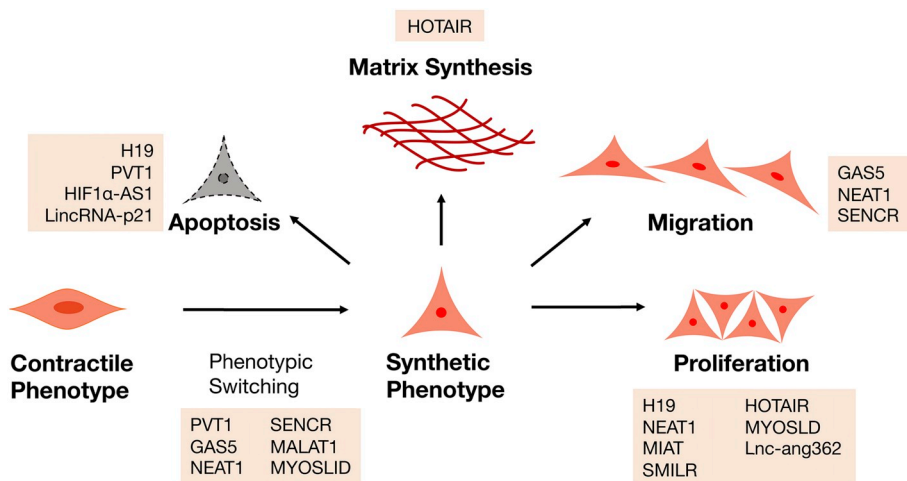 HOTAIR
Matrix Synthesis
H19
PVT1
HIF1α-AS1
LincRNA-p21
Apoptosis
Migration
GAS5
NEAT1
SENCR
Contractile
Phenotype
Phenotypic
Switching
PVT1 SENCR
GAS5 MALAT1
NEAT1 MYOSLID
Synthetic
Phenotype
Proliferation
H19 HOTAIR
NEAT1 MYOSLD
MIAT Lnc-ang362
SMILR